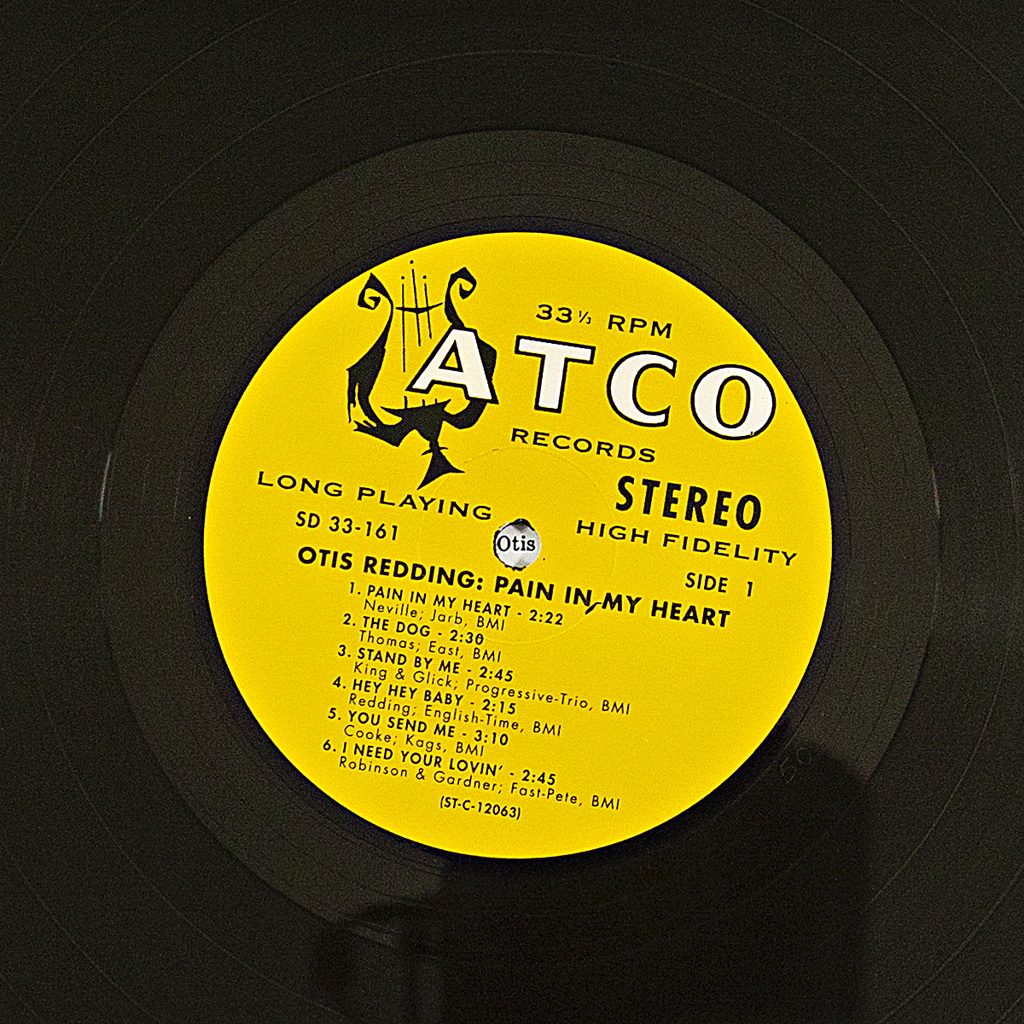 33⅓ RPM
ATCO
RECORDS
LONG PLAYING
STEREO
HIGH FIDELITY
SD 33-161
Otis
SIDE 1
OTIS REDDING: PAIN IN MY HEART
1. PAIN IN MY HEART - 2:22
Neville; Jarb, BMI
2. THE DOG - 2:30
Thomas; East, BMI
3. STAND BY ME - 2:45
King & Glick; Progressive-Trio, BMI
4. HEY HEY BABY - 2:15
Redding; English-Time, BMI
5. YOU SEND ME - 3:10
Cooke; Kags, BMI
6. I NEED YOUR LOVIN' - 2:45
Robinson & Gardner; Fast-Pete, BMI
(ST-C-12063)